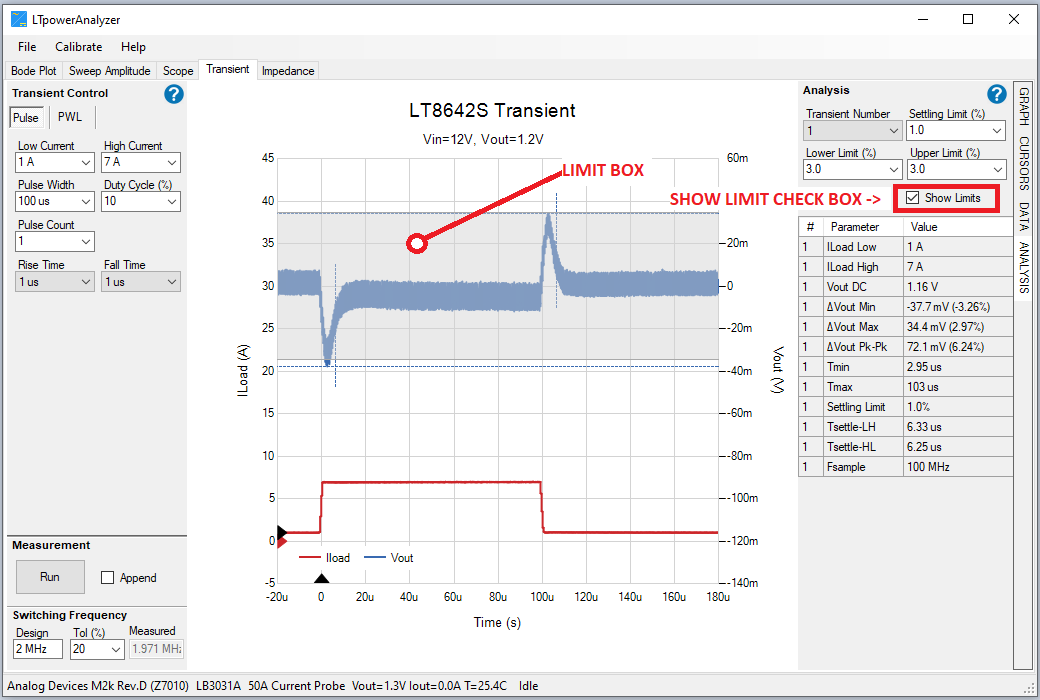 LTpowerAnalyzer
File Calibrate Help
Bode Plot Sweep Amplitude Scope Transient Impedance
Transient Control ?
Pulse PWL
Low Current High Current
1 A 7 A
Pulse Width Duty Cycle (%)
100 us 10
Pulse Count
1
Rise Time Fall Time
1 us 1 us
Measurement
Run Append
Switching Frequency
Design Tol (%) Measured
2 MHz 20 1.971 MHz
LT8642S Transient
Vin=12V, Vout=1.2V
LIMIT BOX
SHOW LIMIT CHECK BOX ->
45
40
35
30
25
20
15
10
5
0
-5
ILoad (A)
60m
20m
0
-20m
-40m
-60m
-80m
-100m
-120m
-140m
Vout (V)
Iload Vout
-20u 0 20u 40u 60u 80u 100u 120u 140u 160u 180u
Time (s)
Analysis ?
Transient Number Settling Limit (%)
1 1.0
Lower Limit (%) Upper Limit (%)
3.0 3.0
Show Limits
# Parameter Value
1 ILoad Low 1 A
1 ILoad High 7 A
1 Vout DC 1.16 V
1 ΔVout Min -37.7 mV (-3.26%)
1 ΔVout Max 34.4 mV (2.97%)
1 ΔVout Pk-Pk 72.1 mV (6.24%)
1 Tmin 2.95 us
1 Tmax 103 us
1 Settling Limit 1.0%
1 Tsettle-LH 6.33 us
1 Tsettle-HL 6.25 us
1 Fsample 100 MHz
GRAPH CURSORS DATA ANALYSIS
Analog Devices M2k Rev.D (Z7010) LB3031A 50A Current Probe Vout=1.3V Iout=0.0A T=25.4C Idle